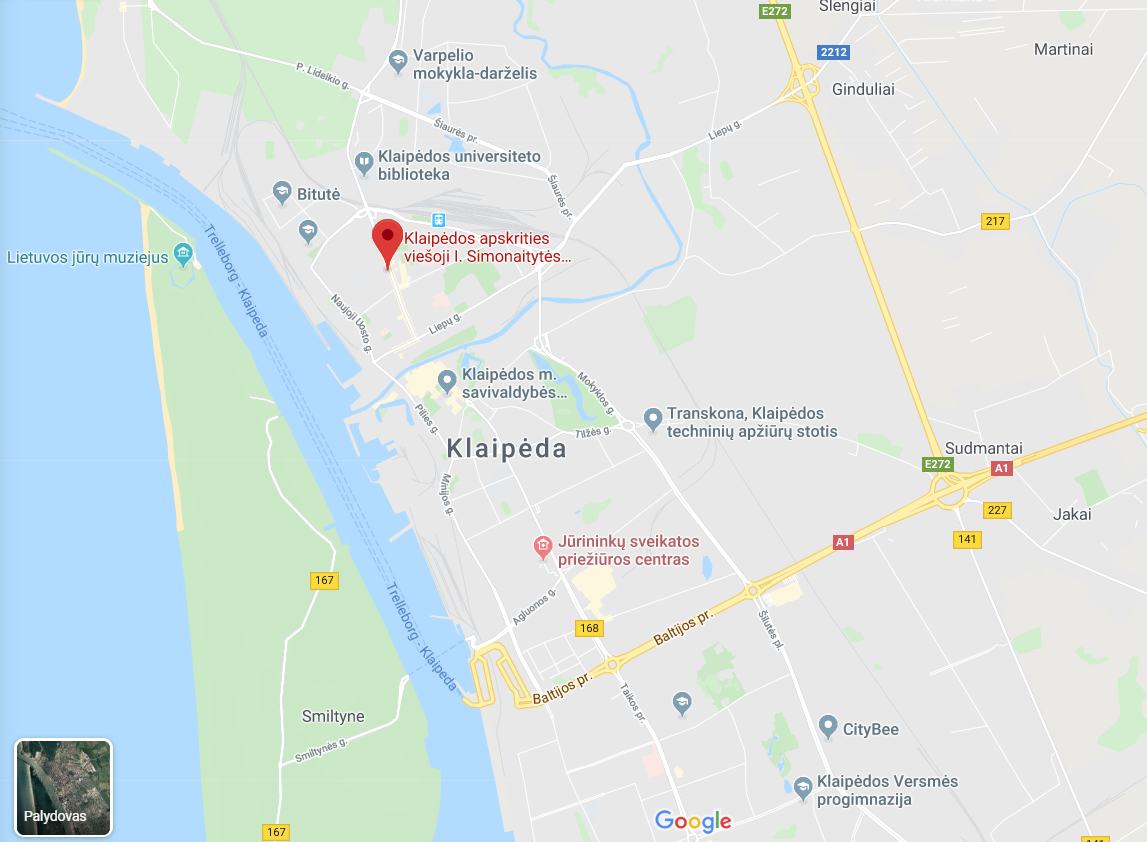 E272
Slengiai
2212
Martinai
Varpelio
mokykla-darželis
P. Lideikio g.
Ginduliai
Šiaurės pr.
Liepų g.
Klaipėdos universiteto
biblioteka
Bitutė
Šiaurės pr.
217
Klaipėdos apskrities
viešoji I. Simonaitytės...
Lietuvos jūrų muziejus
Trelleborg - Klaipeda
Naujoji Uosto g.
Liepų g.
Klaipėdos m.
savivaldybės...
Mokyklos g.
Pilies g.
Transkona, Klaipėdos
techninių apžiūrų stotis
Tilžės g.
Klaipėda
Sudmantai
E272
A1
Minijos g.
227
Jakai
141
A1
Jūrininkų sveikatos
priežiūros centras
167
Trelleborg - Klaipeda
Agluonos g.
168
Baltijos pr.
Šilutės pl.
Baltijos pr.
Taikos pr.
Smiltyne
Smiltynės g.
CityBee
Klaipėdos Versmės
progimnazija
Palydovas
Google
167
141